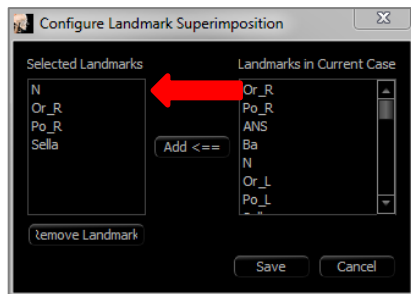 Configure Landmark Superimposition
Selected Landmarks
N
Or_R
Po_R
Sella
Add <==
Landmarks in Current Case
Or_R
Po_R
ANS
Ba
N
Or_L
Po_L
Remove Landmark
Save
Cancel